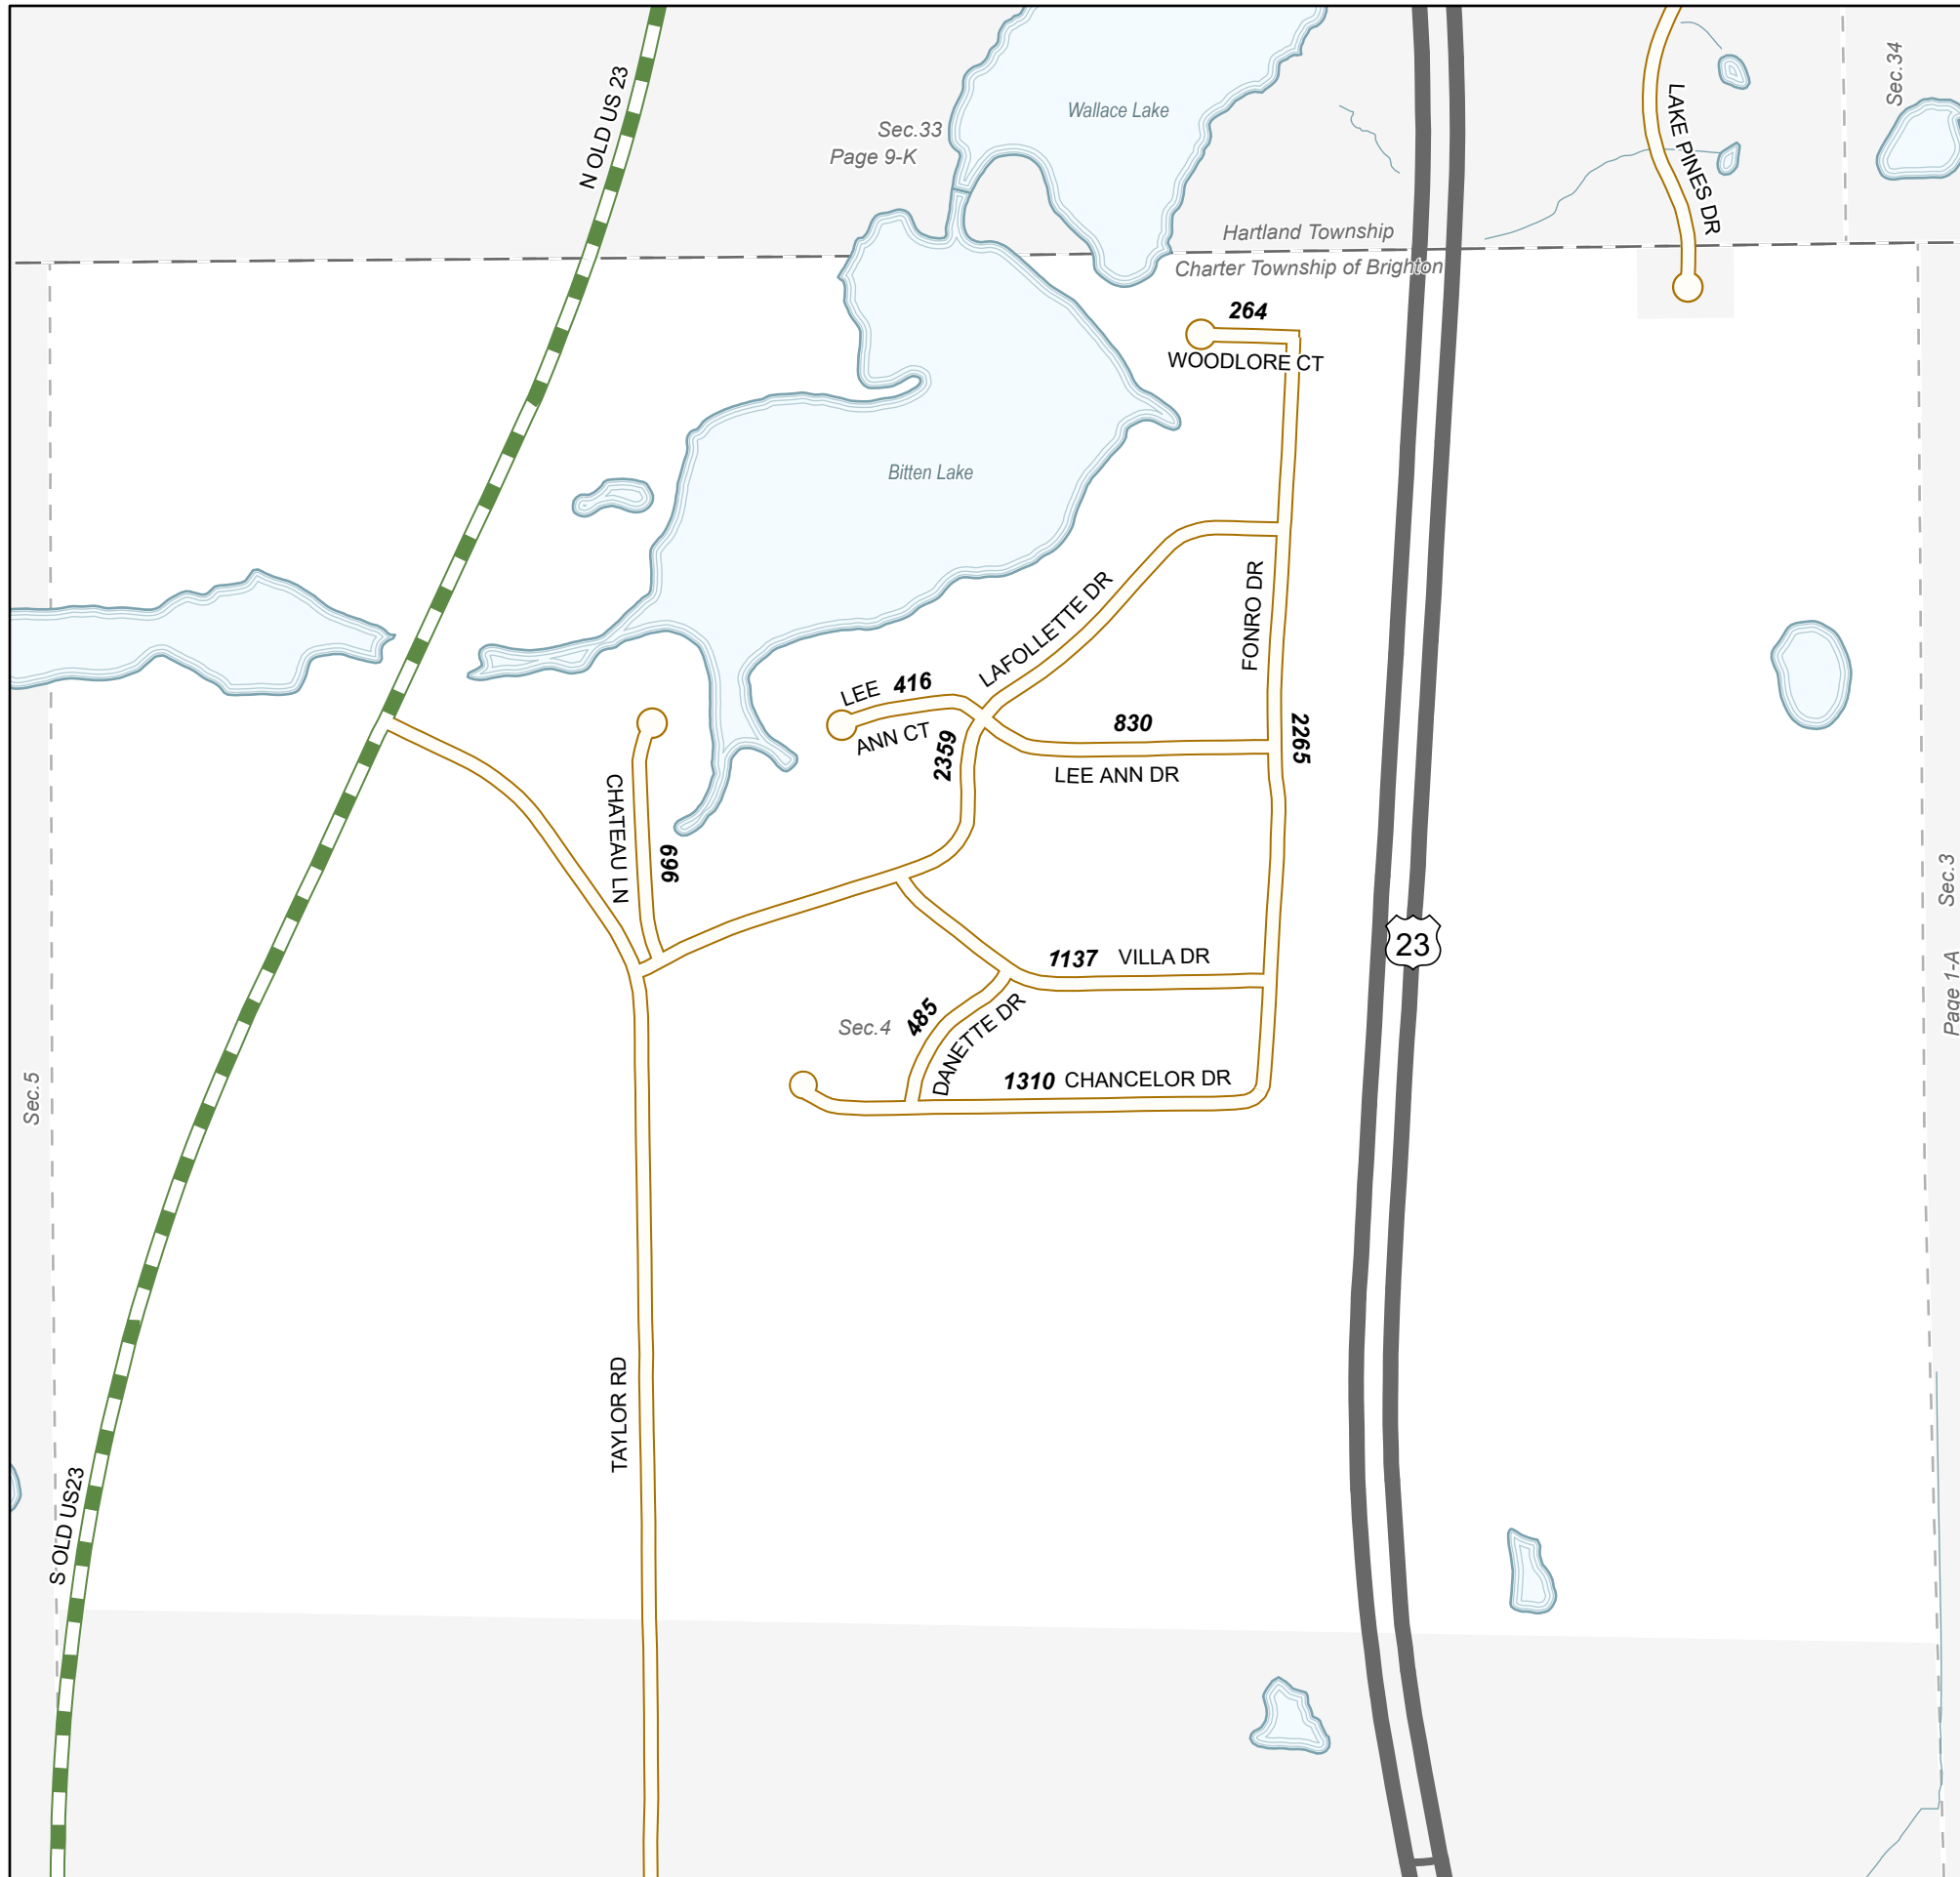 N OLD US 23
Sec.33
Page 9-K
Wallace Lake
LAKE PINES DR
Sec.34
Hartland Township
Charter Township of Brighton
264
WOODLORE CT
Bitten Lake
LAFOLLETTE DR
FONRO DR
LEE 416
ANN CT
2359
830
LEE ANN DR
2265
CHATEAU LN
669
23
Sec.3
Page 1-A
1137 VILLA DR
Sec.4
485
DANETTE DR
1310 CHANCELOR DR
Sec.5
TAYLOR RD
S OLD US23